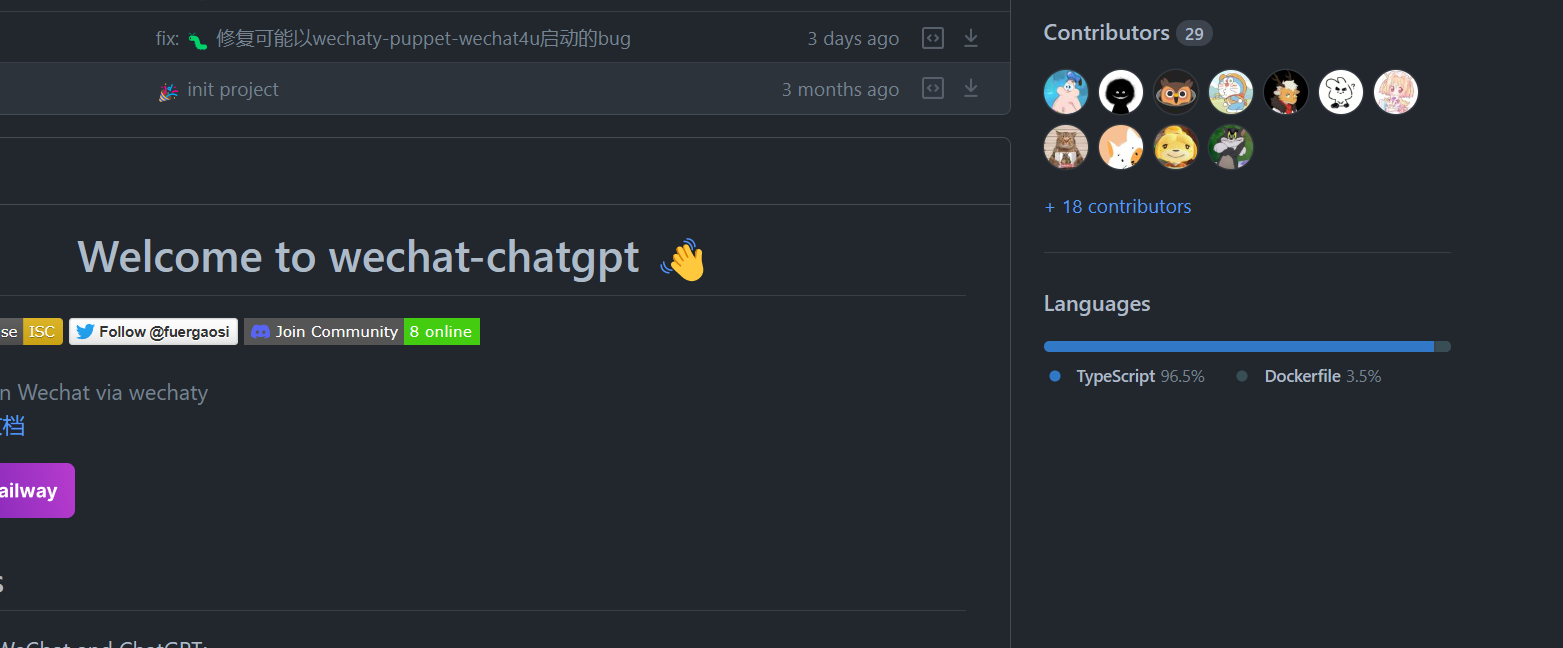 fix: 🐛 修复可能以wechaty-puppet-wechat4u启动的bug 3 days ago
🎉 init project 3 months ago
Welcome to wechat-chatgpt 👋
se ISC Follow @fuergaosi Join Community 8 online
n Wechat via wechaty
档
ailway
s
WeChat and ChatGPT:
Contributors 29
+ 18 contributors
Languages
TypeScript 96.5% Dockerfile 3.5%